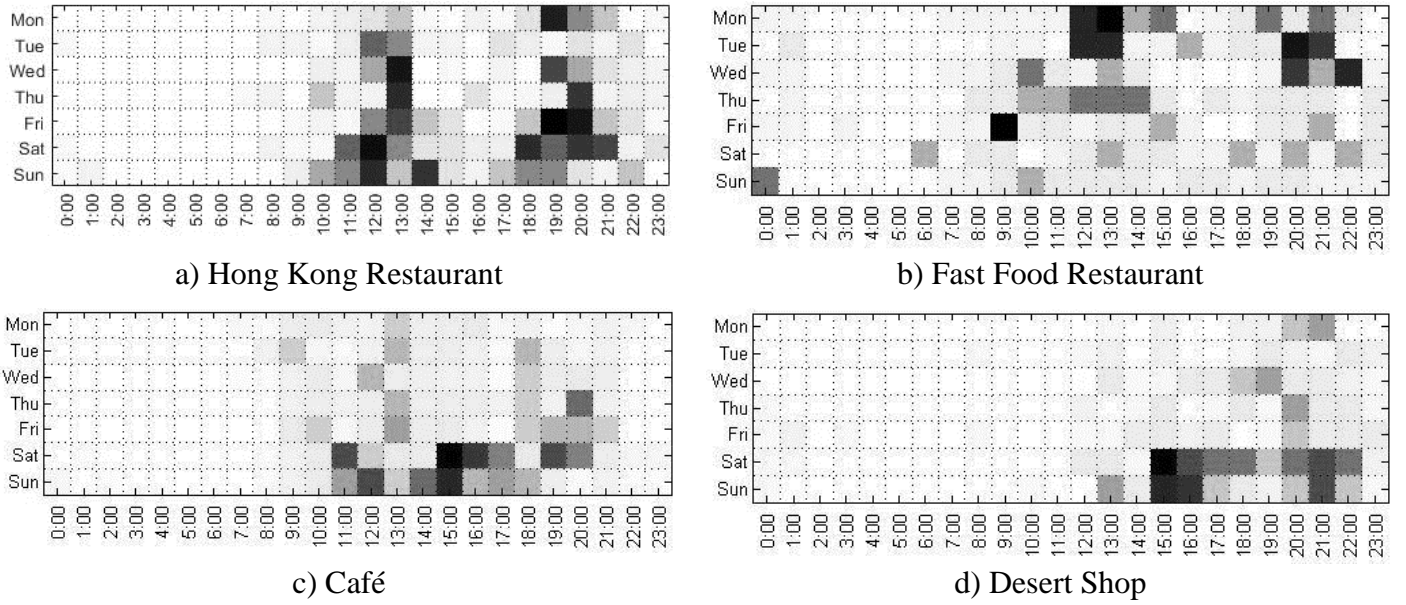 Mon
Tue
Wed
Thu
Fri
Sat
Sun
0:00 1:00 2:00 3:00 4:00 5:00 6:00 7:00 8:00 9:00 10:00 11:00 12:00 13:00 14:00 15:00 16:00 17:00 18:00 19:00 20:00 21:00 22:00 23:00
a) Hong Kong Restaurant
Mon
Tue
Wed
Thu
Fri
Sat
Sun
0:00 1:00 2:00 3:00 4:00 5:00 6:00 7:00 8:00 9:00 10:00 11:00 12:00 13:00 14:00 15:00 16:00 17:00 18:00 19:00 20:00 21:00 22:00 23:00
b) Fast Food Restaurant
Mon
Tue
Wed
Thu
Fri
Sat
Sun
0:00 1:00 2:00 3:00 4:00 5:00 6:00 7:00 8:00 9:00 10:00 11:00 12:00 13:00 14:00 15:00 16:00 17:00 18:00 19:00 20:00 21:00 22:00 23:00
c) Café
Mon
Tue
Wed
Thu
Fri
Sat
Sun
0:00 1:00 2:00 3:00 4:00 5:00 6:00 7:00 8:00 9:00 10:00 11:00 12:00 13:00 14:00 15:00 16:00 17:00 18:00 19:00 20:00 21:00 22:00 23:00
d) Desert Shop